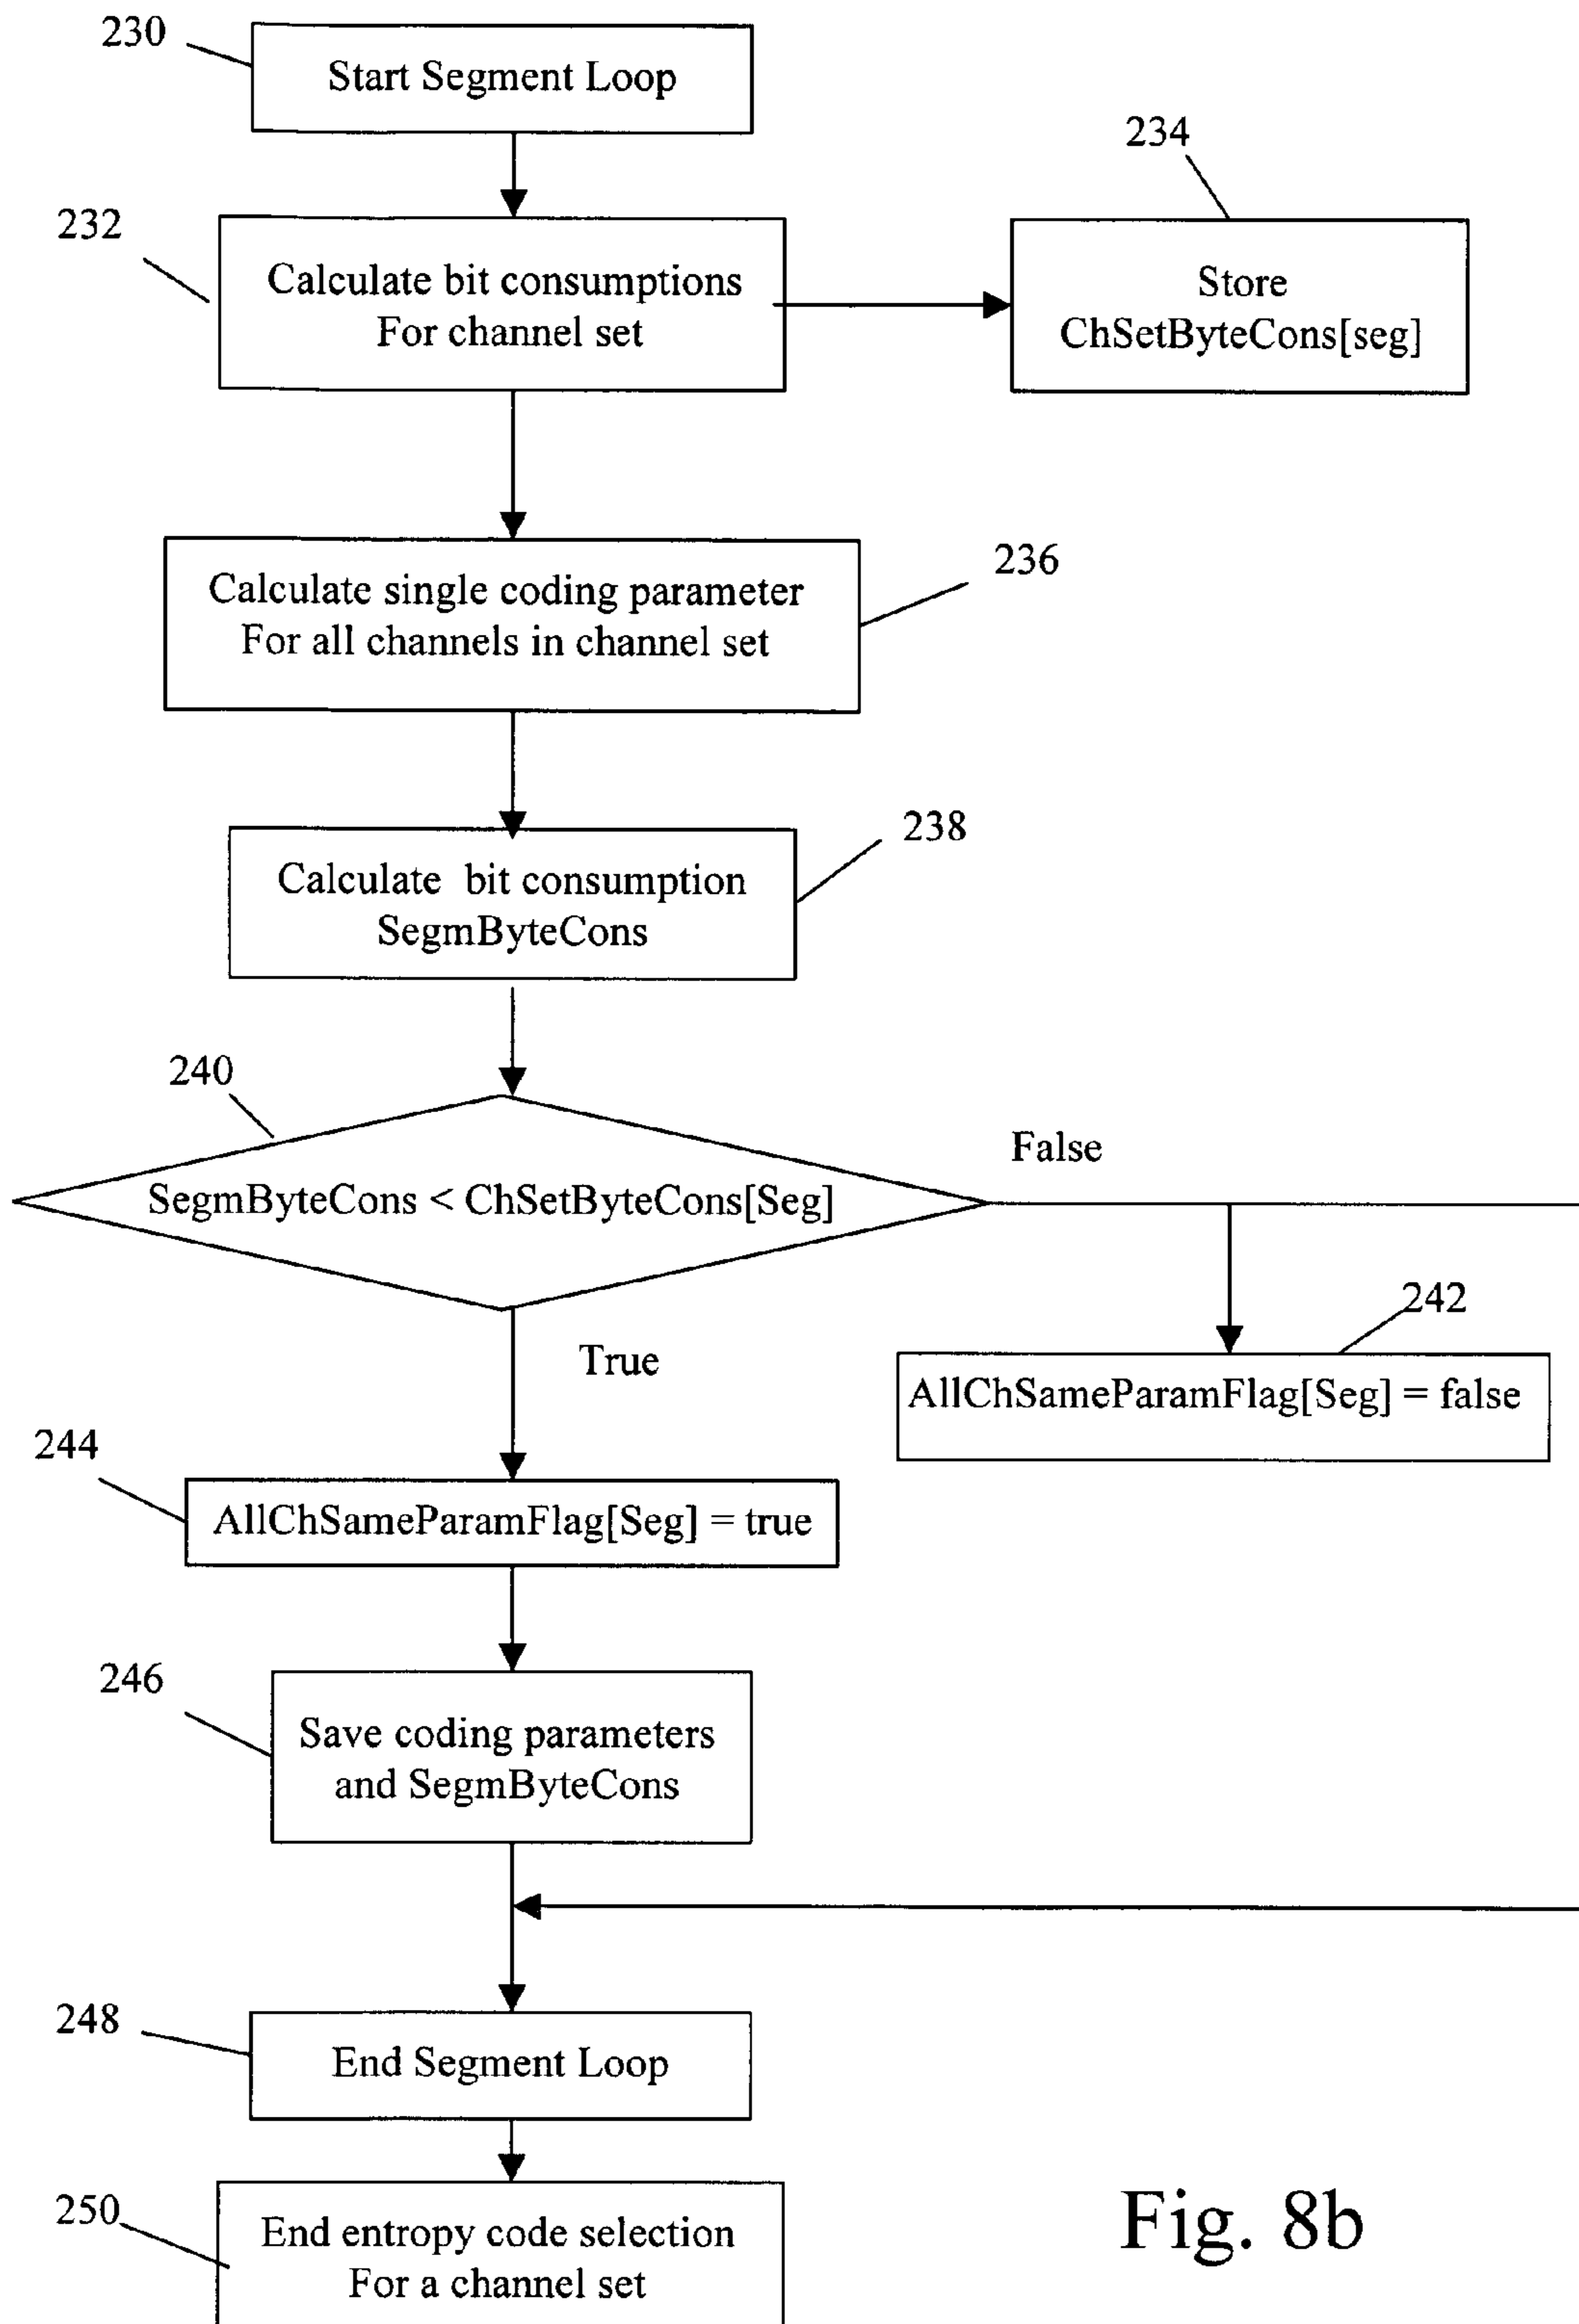 230
Start Segment Loop
234
232
Calculate bit consumptions
For channel set
Store
ChSetByteCons[seg]
236
Calculate single coding parameter
For all channels in channel set
238
Calculate bit consumption
SegmByteCons
240
False
SegmByteCons < ChSetByteCons[Seg]
242
True
AllChSameParamFlag[Seg] = false
244
AllChSameParamFlag[Seg] = true
246
Save coding parameters
and SegmByteCons
248
End Segment Loop
250
End entropy code selection
For a channel set
Fig. 8b